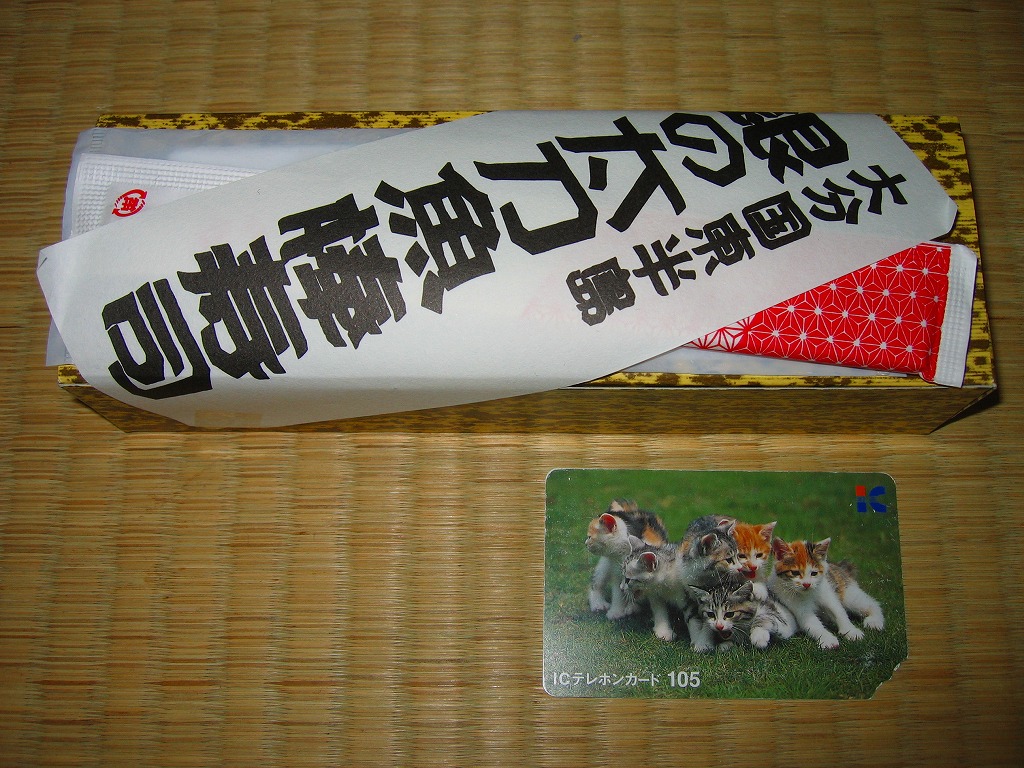 大分国東半島
銀の太刀魚棒寿司
iC
ICテレホンカード 105